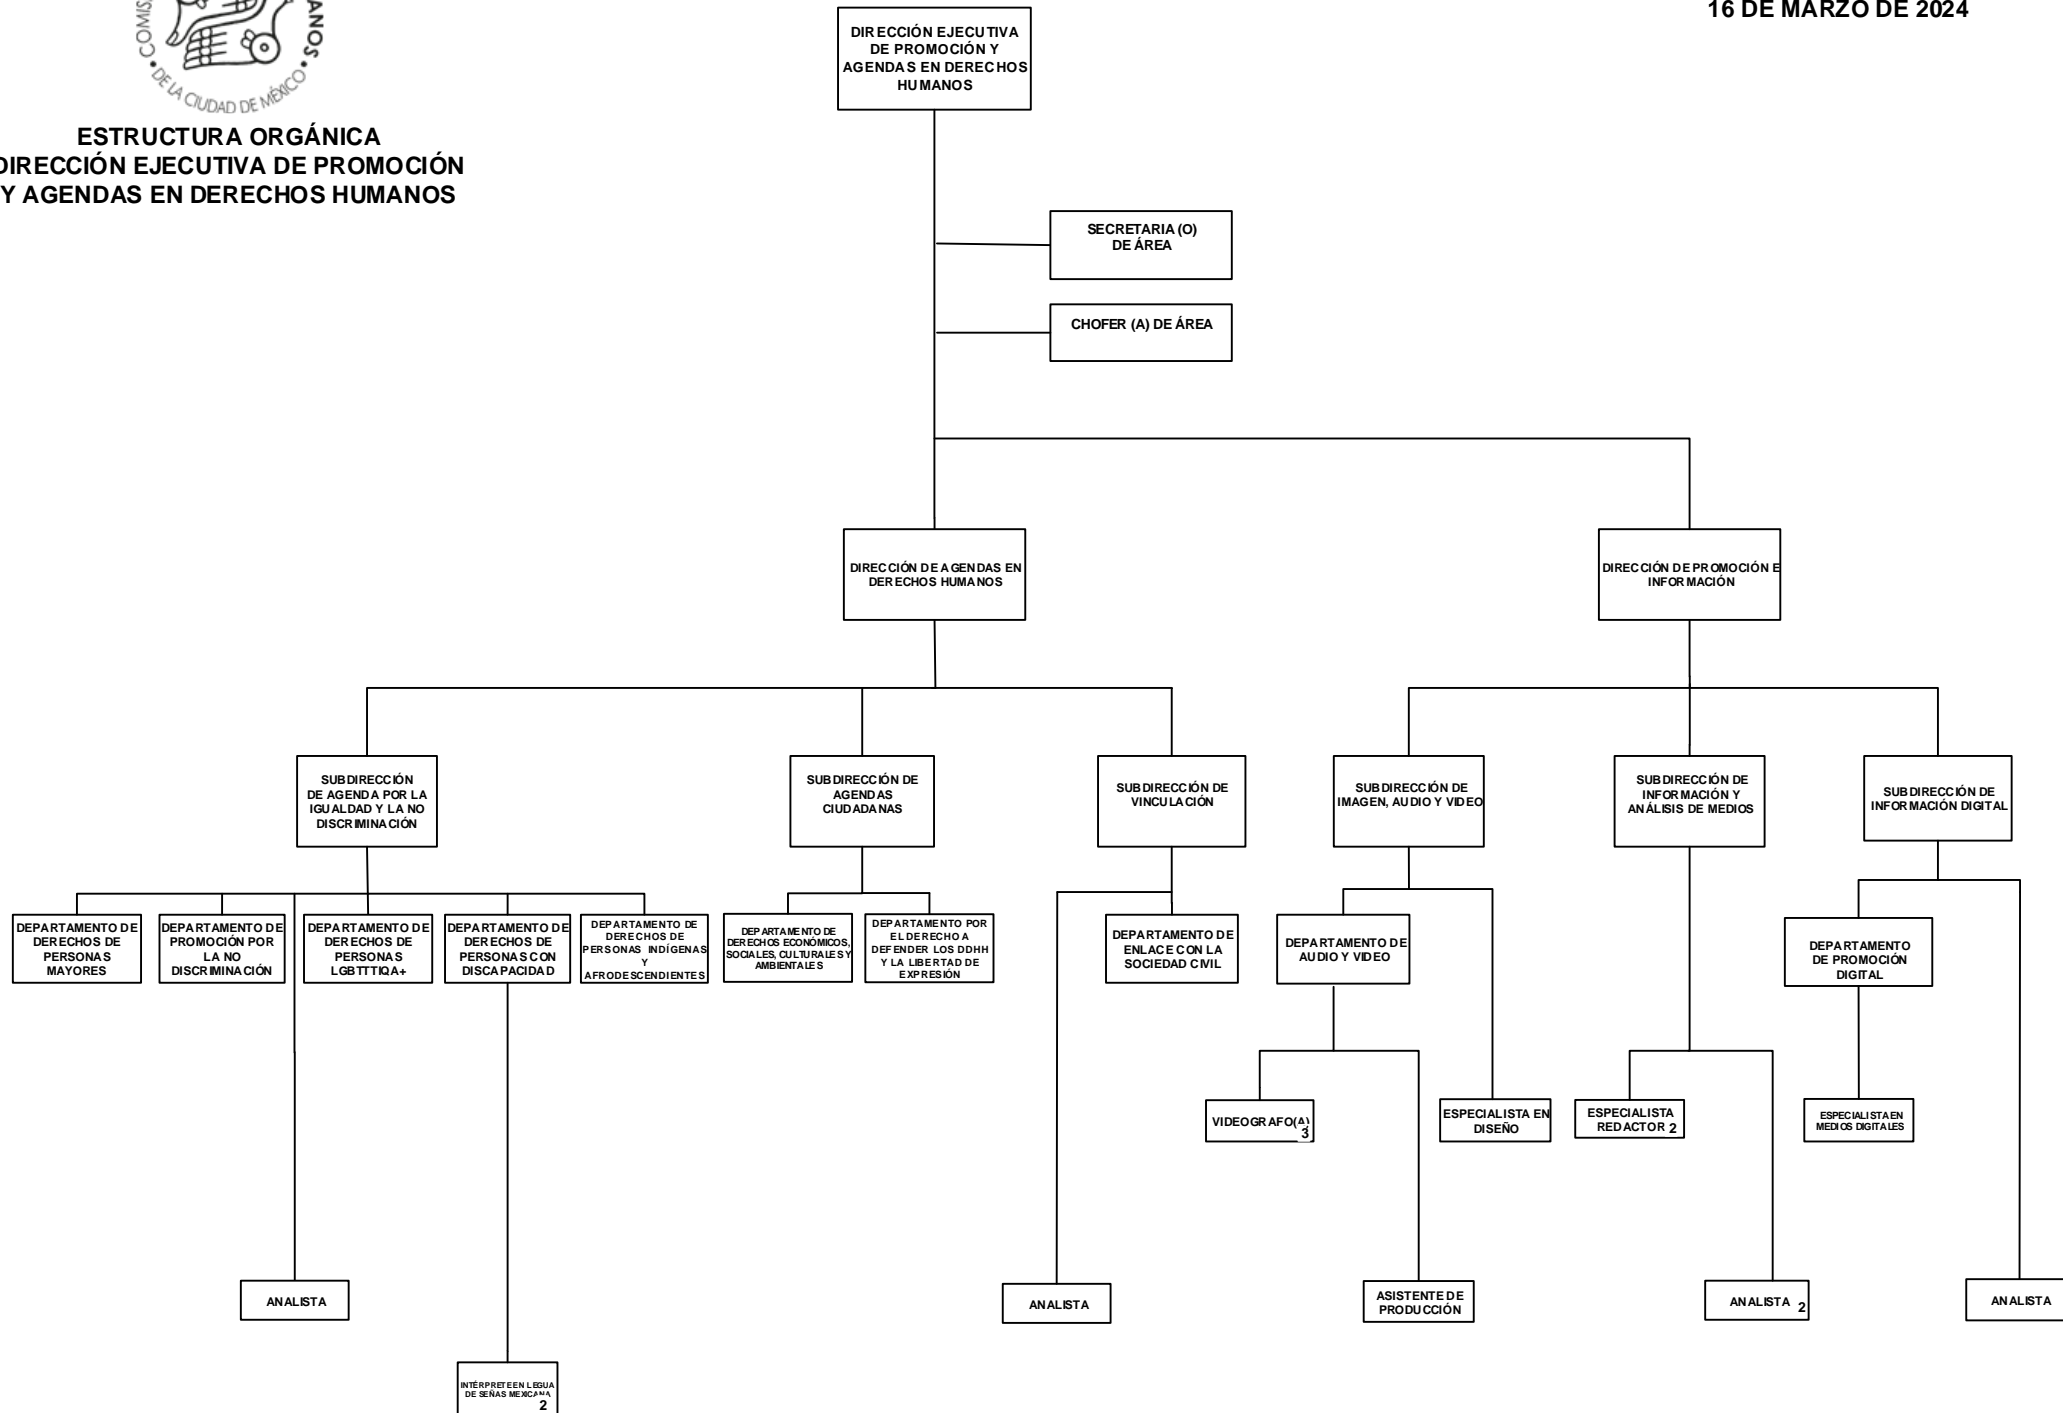 16 DE MARZO DE 2024
DE LA CIUDAD DE MÉXICO
ESTRUCTURA ORGÁNICA
DIRECCIÓN EJECUTIVA DE PROMOCIÓN
Y AGENDAS EN DERECHOS HUMANOS
DIRECCIÓN EJECUTIVA
DE PROMOCIÓN Y
AGENDAS EN DERECHOS
HUMANOS
SECRETARIA (O)
DE ÁREA
CHOFER (A) DE ÁREA
DIRECCIÓN DE AGENDAS EN
DERECHOS HUMANOS
DIRECCIÓN DE PROMOCIÓN E
INFORMACIÓN
SUBDIRECCIÓN
DE AGENDA POR LA
IGUALDAD Y LA NO
DISCRIMINACIÓN
SUBDIRECCIÓN DE
AGENDAS
CIUDADANAS
SUBDIRECCIÓN DE
VINCULACIÓN
SUBDIRECCIÓN DE
IMAGEN, AUDIO Y VIDEO
SUBDIRECCIÓN DE
INFORMACIÓN Y
ANÁLISIS DE MEDIOS
SUBDIRECCIÓN DE
INFORMACIÓN DIGITAL
DEPARTAMENTO DE
DERECHOS DE
PERSONAS
MAYORES
DEPARTAMENTO DE
PROMOCIÓN POR
LA NO
DISCRIMINACIÓN
DEPARTAMENTO DE
DERECHOS DE
PERSONAS
LGBTTTIQA+
DEPARTAMENTO DE
DERECHOS DE
PERSONAS CON
DISCAPACIDAD
DEPARTAMENTO DE
DERECHOS DE
PERSONAS INDÍGENAS
Y
AFRODESCENDIENTES
DEPARTAMENTO DE
DERECHOS ECONÓMICOS,
SOCIALES, CULTURALES Y
AMBIENTALES
DEPARTAMENTO POR
EL DERECHO A
DEFENDER LOS DDHH
Y LA LIBERTAD DE
EXPRESIÓN
DEPARTAMENTO DE
ENLACE CON LA
SOCIEDAD CIVIL
DEPARTAMENTO DE
AUDIO Y VIDEO
DEPARTAMENTO
DE PROMOCIÓN
DIGITAL
VIDEOGRAFO(A)
3
ESPECIALISTA EN
DISEÑO
ESPECIALISTA
REDACTOR 2
ESPECIALISTA EN
MEDIOS DIGITALES
ANALISTA
ANALISTA
ASISTENTE DE
PRODUCCIÓN
ANALISTA 2
ANALISTA
INTÉRPRETE EN LEGUA
DE SEÑAS MEXICANA
2